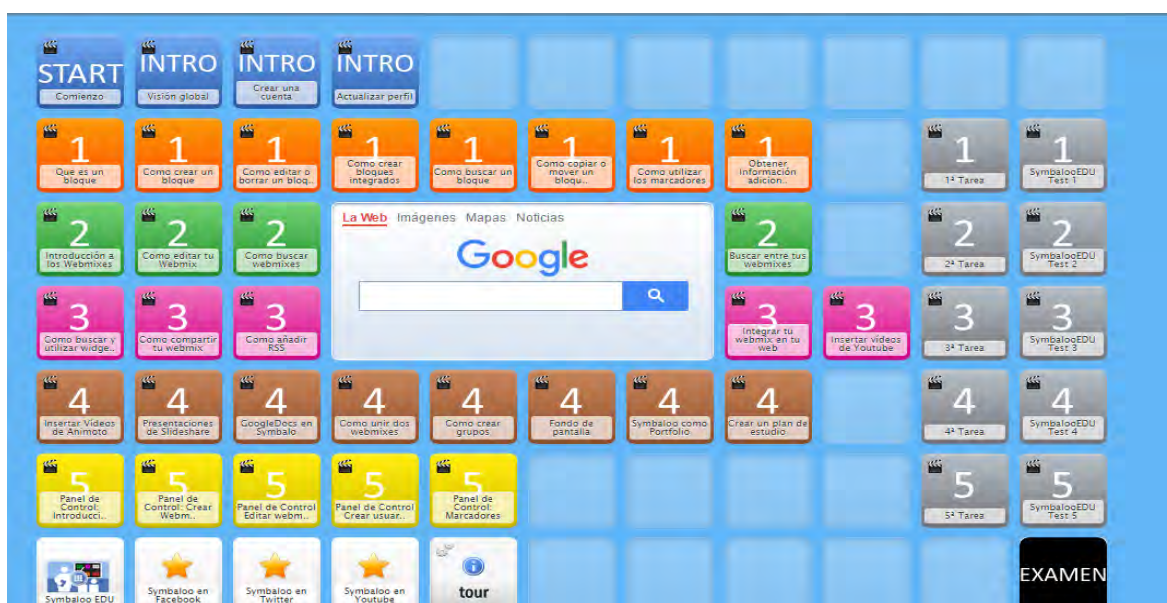 START
Comienzo
INTRO
Visión global
INTRO
Crear una
cuenta
INTRO
Actualizar perfil
1
Que es un
bloque
1
Como crear un
bloque
1
Como editar o
borrar un bloq..
1
Como crear
bloques
integrados
1
Como buscar un
bloque
1
Como copiar o
mover un
bloqu...
1
Como utilizar
los marcadores
1
Obtener
información
adicion..
1
1ª Tarea
1
SymbalooEDU
Test 1
2
Introducción a
los Webmixes
2
Como editar tu
Webmix
2
Como buscar
webmixes
La Web Imágenes Mapas Noticias
Google
2
Buscar entre tus
webmixes
2
2ª Tarea
2
SymbalooEDU
Test 2
3
Como buscar y
utilizar widge..
3
Como compartir
tu webmix
3
Como añadir
RSS
3
Integrar tu
webmix en tu
web
3
Insertar vídeos
de Youtube
3
3ª Tarea
3
SymbalooEDU
Test 3
4
Insertar Vídeos
de Animoto
4
Presentaciones
de Slideshare
4
GoogleDocs en
Symbalo
4
Como unir dos
webmixes
4
Como crear
grupos
4
Fondo de
pantalla
4
Symbaloo como
Portfolio
4
Crear un plan de
estudio
4
4ª Tarea
4
SymbalooEDU
Test 4
5
Panel de
Control:
Introducci..
5
Panel de
Control: Crear
Webm..
5
Panel de Control
Editar webm..
5
Panel de Control
Crear usuar..
5
Panel de
Control:
Marcadores
5
5ª Tarea
5
SymbalooEDU
Test 5
Symbaloo EDU
Symbaloo en
Facebook
Symbaloo en
Twitter
Symbaloo en
Youtube
tour
EXAMEN